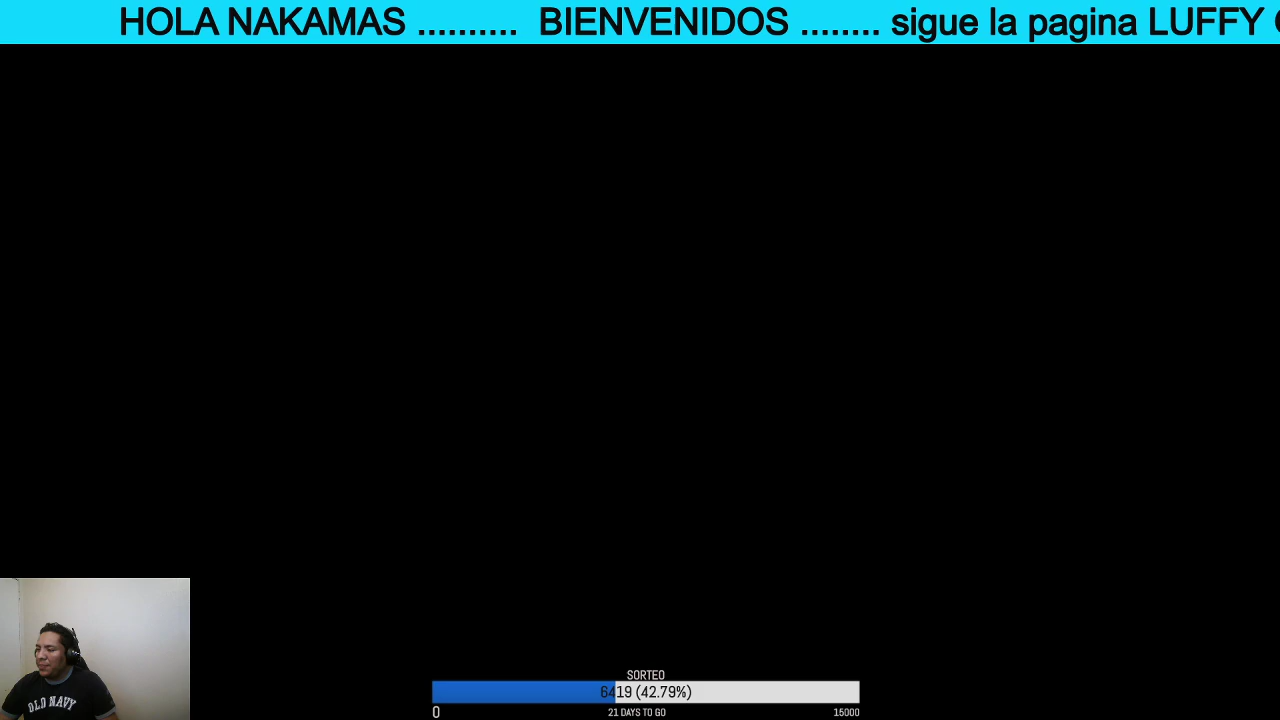 HOLA NAKAMAS .......... BIENVENIDOS ........ sigue la pagina LUFFY
SORTEO
6419 (42.79%)
0 21 DAYS TO GO 15000
OLD NAVY